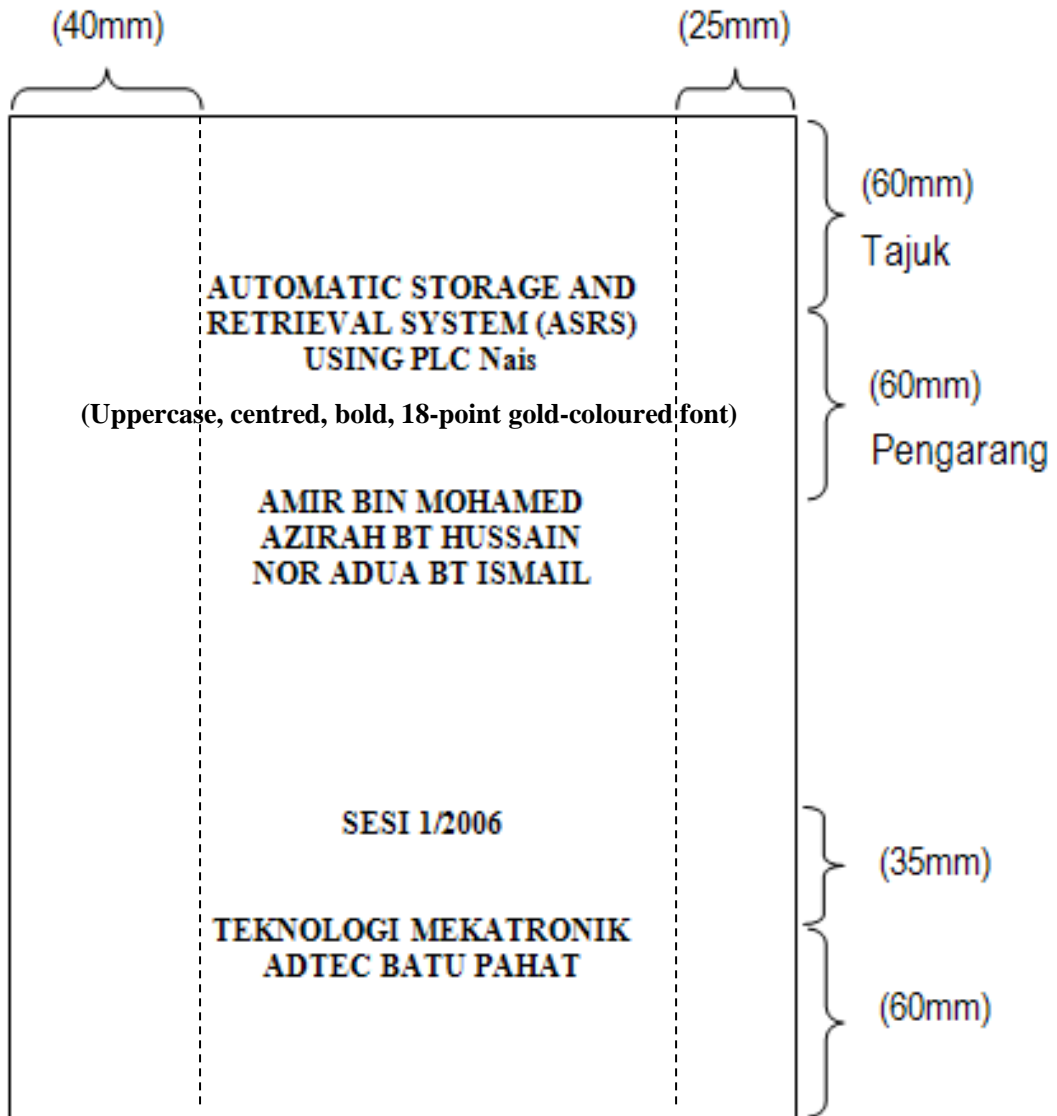 (40mm)
(25mm)
(60mm)
Tajuk
AUTOMATIC STORAGE AND
RETRIEVAL SYSTEM (ASRS)
USING PLC Nais
(Uppercase, centred, bold, 18-point gold-coloured font)
(60mm)
Pengarang
AMIR BIN MOHAMED
AZIRAH BT HUSSAIN
NOR ADUA BT ISMAIL
SESI 1/2006
(35mm)
TEKNOLOGI MEKATRONIK
ADTEC BATU PAHAT
(60mm)